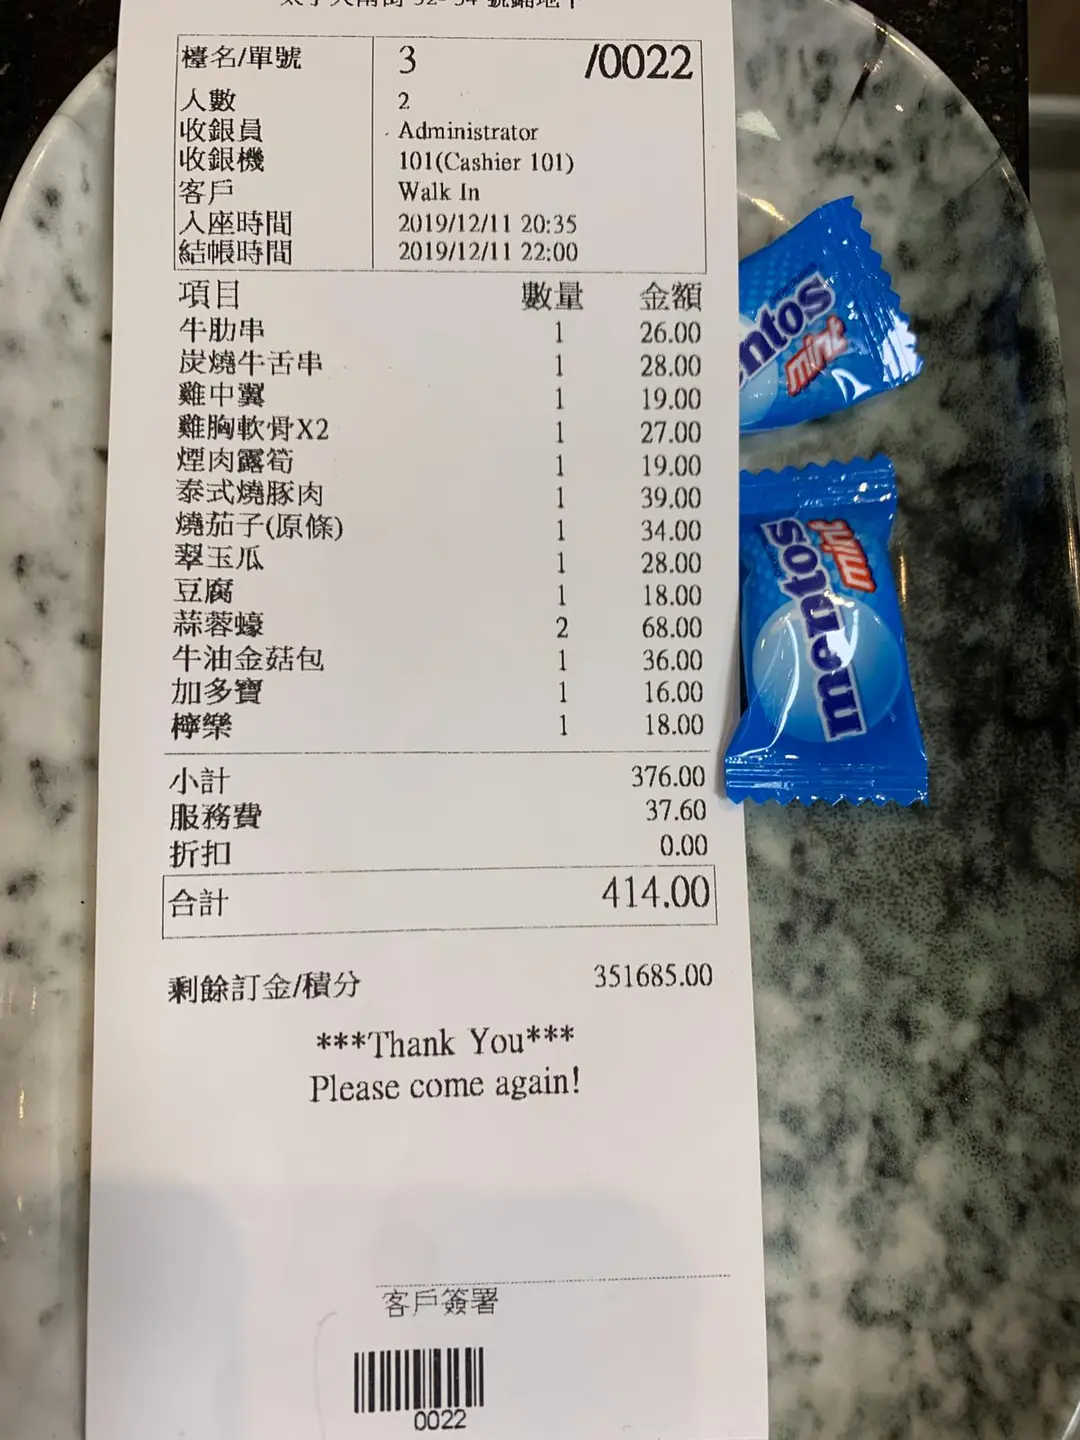 檯名/單號 3 /0022
人數 2
收銀員 Administrator
收銀機 101(Cashier 101)
客戶 Walk In
入座時間 2019/12/11 20:35
結帳時間 2019/12/11 22:00
項目 數量 金額
牛肋串 1 26.00
炭燒牛舌串 1 28.00
雞中翼 1 19.00
雞胸軟骨X2 1 27.00
煙肉露筍 1 19.00
泰式燒豚肉 1 39.00
燒茄子(原條) 1 34.00
翠玉瓜 1 28.00
豆腐 1 18.00
蒜蓉蠔 2 68.00
牛油金菇包 1 36.00
加多寶 1 16.00
檸樂 1 18.00
小計 376.00
服務費 37.60
折扣 0.00
合計 414.00
剩餘訂金/積分 351685.00
***Thank You***
Please come again!
客戶簽署
0022
entos
mint
mentos
mint